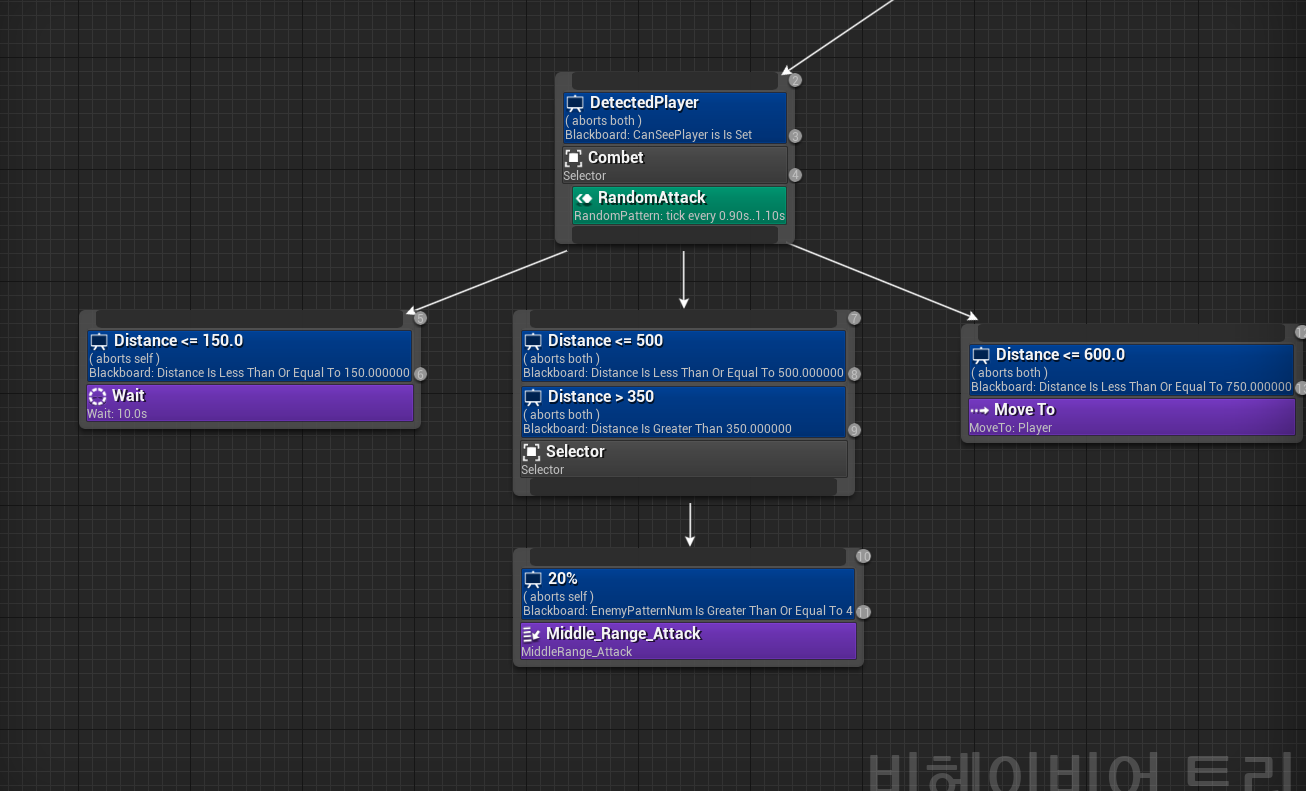 2
DetectedPlayer
( aborts both )
Blackboard: CanSeePlayer is Is Set
3
Combet
Selector
4
RandomAttack
RandomPattern: tick every 0.90s..1.10s
5
Distance <= 150.0
( aborts self )
Blackboard: Distance Is Less Than Or Equal To 150.000000
6
Wait
Wait: 10.0s
7
Distance <= 500
( aborts both )
Blackboard: Distance Is Less Than Or Equal To 500.000000
8
Distance > 350
( aborts both )
Blackboard: Distance Is Greater Than 350.000000
9
Selector
Selector
Distance <= 600.0
( aborts both )
Blackboard: Distance Is Less Than Or Equal To 750.000000
Move To
MoveTo: Player
10
20%
( aborts self )
Blackboard: EnemyPatternNum Is Greater Than Or Equal To 4
11
Middle_Range_Attack
MiddleRange_Attack
비헤이비어 트리